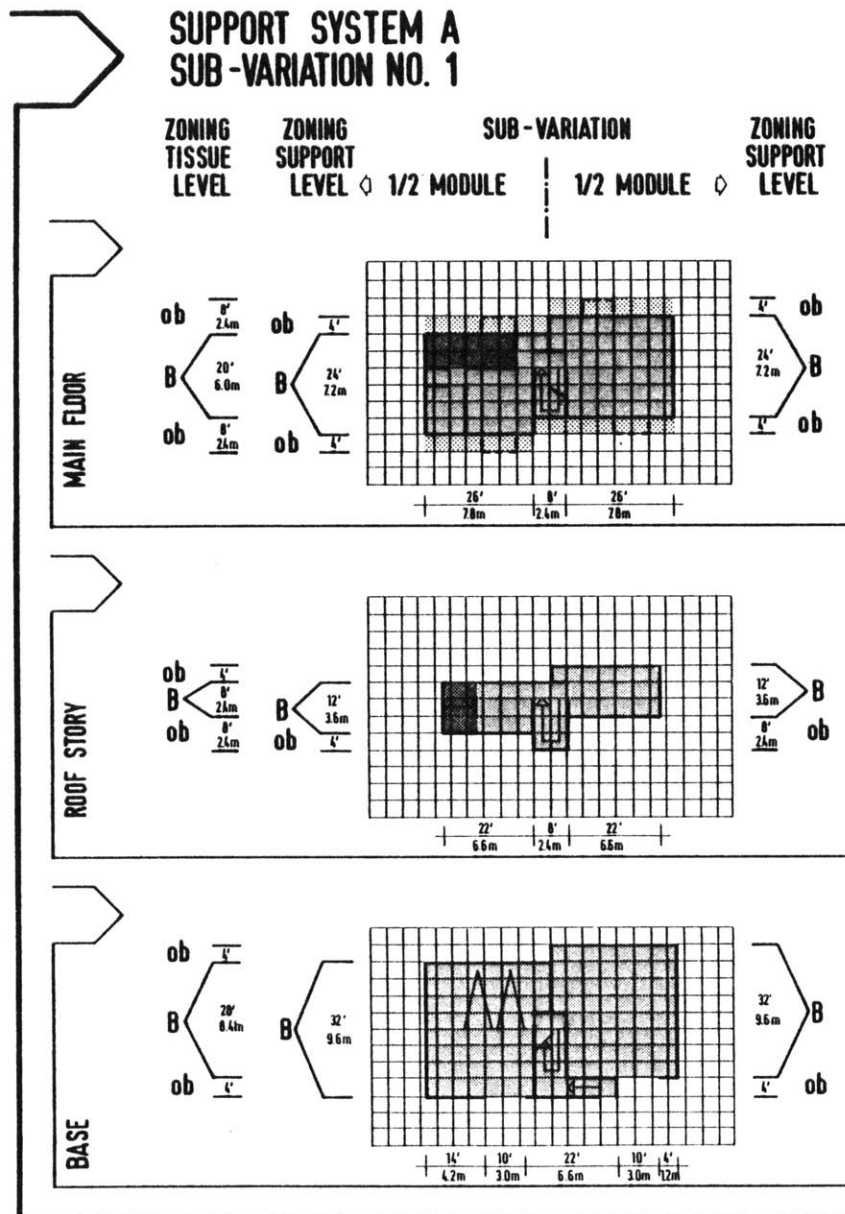 SUPPORT SYSTEM A
SUB-VARIATION NO. 1
ZONING TISSUE LEVEL
ZONING SUPPORT LEVEL
SUB-VARIATION
1/2 MODULE
1/2 MODULE
ZONING SUPPORT LEVEL
MAIN FLOOR
ob 8' 2.4m
B 20' 6.0m
ob 8' 2.4m
ob 4'
B 24' 7.2m
ob 4'
4' ob
24' 7.2m B
4' ob
26' 8' 26'
7.8m 2.4m 7.8m
ROOF STORY
ob 4'
B 8' 2.4m
ob 8' 2.4m
B 12' 3.6m
ob 4'
12' 3.6m B
8' 2.4m ob
22' 8' 22'
6.6m 2.4m 6.6m
BASE
ob 4'
B 28' 8.4m
ob 4'
B 32' 9.6m
32' 9.6m B
4' ob
14' 10' 22' 10' 4'
4.2m 3.0m 6.6m 3.0m 1.2m